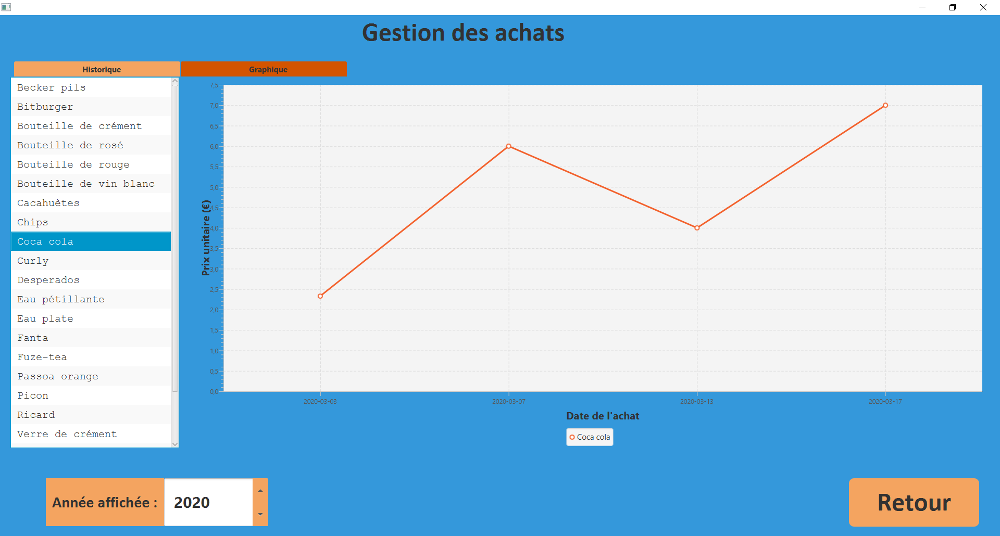 Gestion des achats
Historique
Graphique
Becker pils
Bitburger
Bouteille de crément
Bouteille de rosé
Bouteille de rouge
Bouteille de vin blanc
Cacahuètes
Chips
Coca cola
Curly
Desperados
Eau pétillante
Eau plate
Fanta
Fuze-tea
Passoa orange
Picon
Ricard
Verre de crément
Prix unitaire (€)
7,5
7,0
6,5
6,0
5,5
5,0
4,5
4,0
3,5
3,0
2,5
2,0
1,5
1,0
0,5
0,0
2020-03-03
2020-03-07
2020-03-13
2020-03-17
Date de l'achat
Coca cola
Année affichée :
2020
Retour